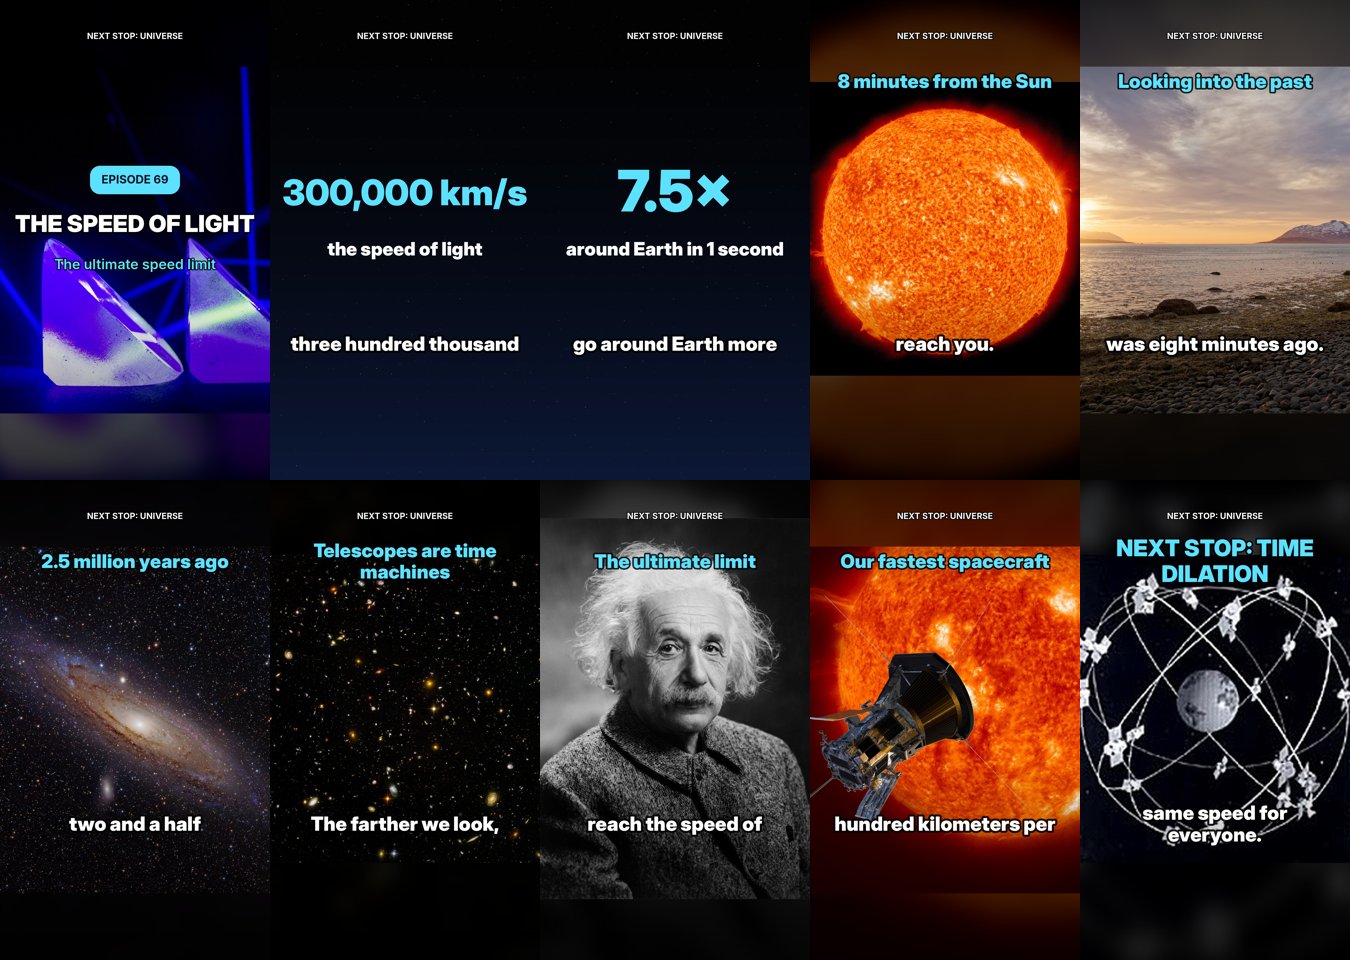 NEXT STOP: UNIVERSE
EPISODE 69
THE SPEED OF LIGHT
The ultimate speed limit
NEXT STOP: UNIVERSE
300,000 km/s
the speed of light
three hundred thousand
NEXT STOP: UNIVERSE
7.5×
around Earth in 1 second
go around Earth more
NEXT STOP: UNIVERSE
8 minutes from the Sun
reach you.
NEXT STOP: UNIVERSE
Looking into the past
was eight minutes ago.
NEXT STOP: UNIVERSE
2.5 million years ago
two and a half
NEXT STOP: UNIVERSE
Telescopes are time
machines
The farther we look,
NEXT STOP: UNIVERSE
The ultimate limit
reach the speed of
NEXT STOP: UNIVERSE
Our fastest spacecraft
hundred kilometers per
NEXT STOP: UNIVERSE
NEXT STOP: TIME
DILATION
same speed for
everyone.